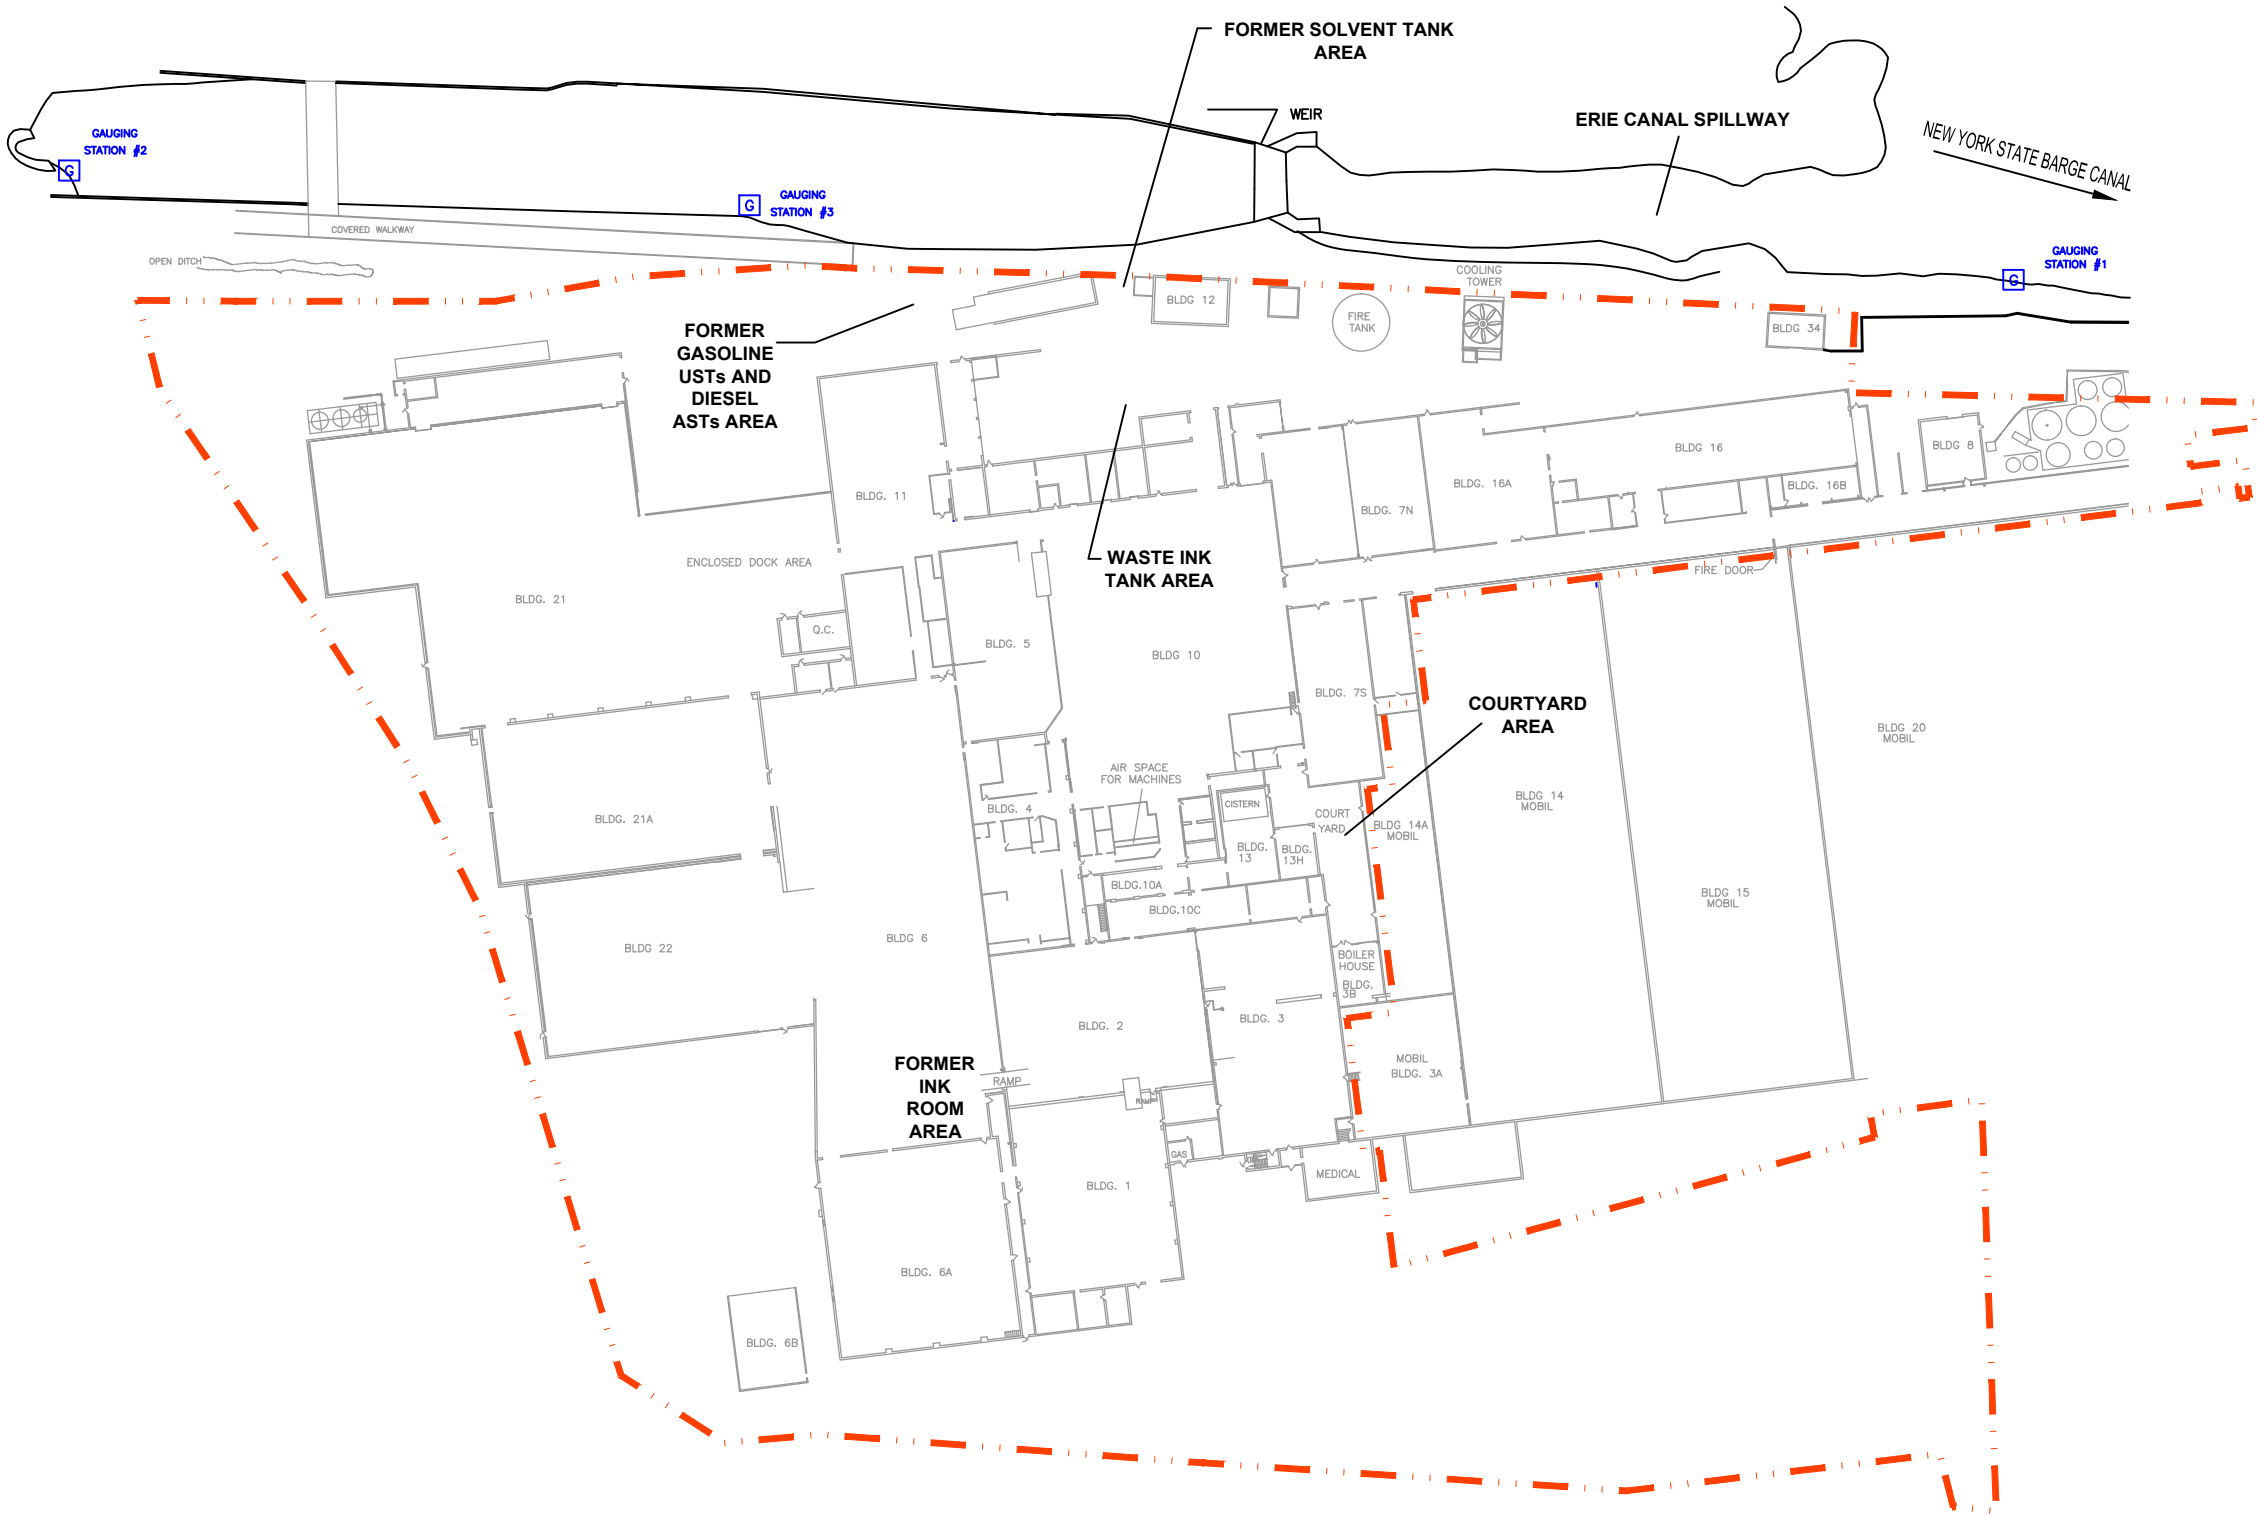 FORMER SOLVENT TANK
AREA
WEIR
ERIE CANAL SPILLWAY
NEW YORK STATE BARGE CANAL
GAUGING
STATION #2
G
GAUGING
STATION #3
G
GAUGING
STATION #1
G
COVERED WALKWAY
OPEN DITCH
COOLING
TOWER
BLDG 12
FIRE
TANK
BLDG 34
FORMER
GASOLINE
USTs AND
DIESEL
ASTs AREA
BLDG 16
BLDG 8
BLDG. 16A
BLDG. 16B
BLDG. 11
BLDG. 7N
WASTE INK
TANK AREA
ENCLOSED DOCK AREA
FIRE DOOR
BLDG. 21
Q.C.
BLDG. 5
BLDG 10
BLDG. 7S
COURTYARD
AREA
BLDG 20
MOBIL
AIR SPACE
FOR MACHINES
BLDG. 4
CISTERN
COURT
YARD
BLDG 14A
MOBIL
BLDG 14
MOBIL
BLDG. 21A
BLDG.
13
BLDG.
13H
BLDG.10A
BLDG.10C
BLDG 15
MOBIL
BLDG 22
BLDG 6
BOILER
HOUSE
BLDG.
3B
BLDG. 2
BLDG. 3
MOBIL
BLDG. 3A
FORMER
INK
ROOM
AREA
RAMP
RAMP
GAS
MEDICAL
BLDG. 1
BLDG. 6A
BLDG. 6B